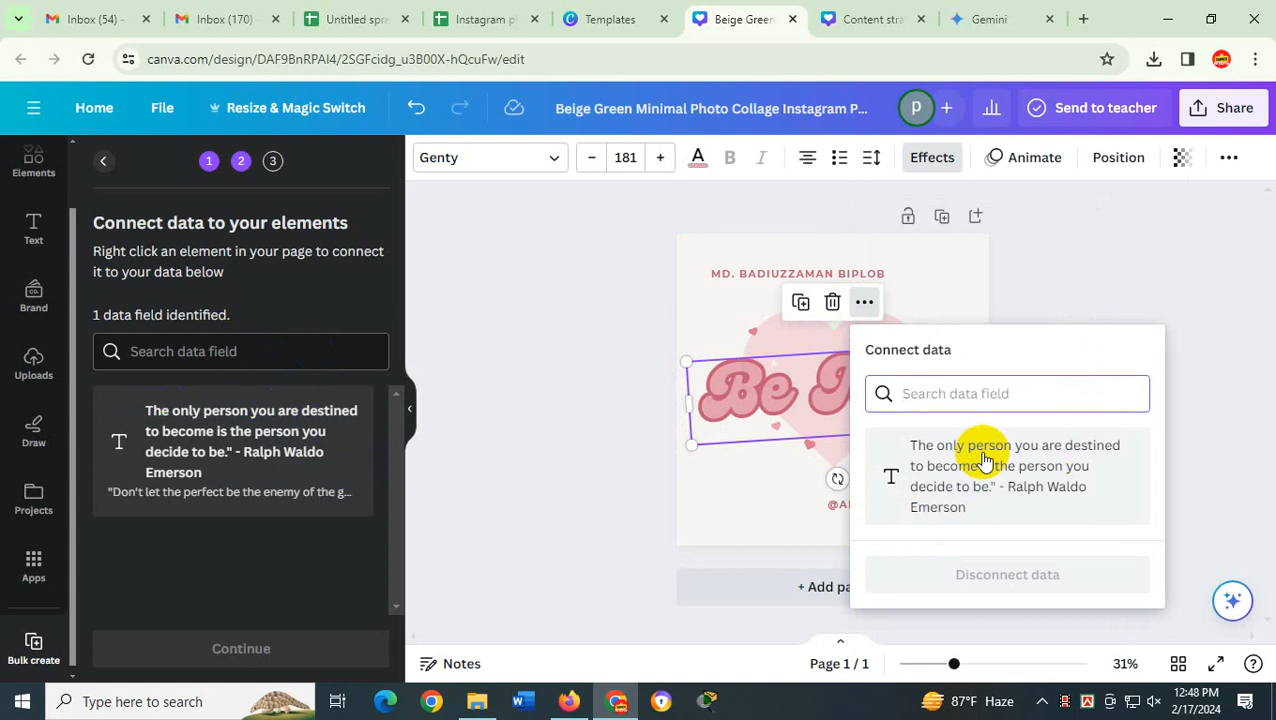 Inbox (54)
Inbox (170)
Untitled spre
Instagram pl
Templates
Beige Green
Content stra
Gemini
canva.com/design/DAF9BnRPAI4/2SGFcidg_u3B00X-hQcuFw/edit
Home
File
Resize & Magic Switch
Beige Green Minimal Photo Collage Instagram P...
P
Send to teacher
Share
Elements
Text
Brand
Uploads
Draw
Projects
Apps
Bulk create
1 2 3
Connect data to your elements
Right click an element in your page to connect
it to your data below
1 data field identified.
Search data field
The only person you are destined
to become is the person you
decide to be." - Ralph Waldo
Emerson
"Don't let the perfect be the enemy of the g...
Continue
Genty
181
A B I
Effects
Animate
Position
MD. BADIUZZAMAN BIPLOB
Be
@A
+ Add pa
Connect data
Search data field
The only person you are destined
to become the person you
decide to be." - Ralph Waldo
Emerson
Disconnect data
Notes
Page 1 / 1
31%
Type here to search
87°F Haze
12:48 PM
2/17/2024